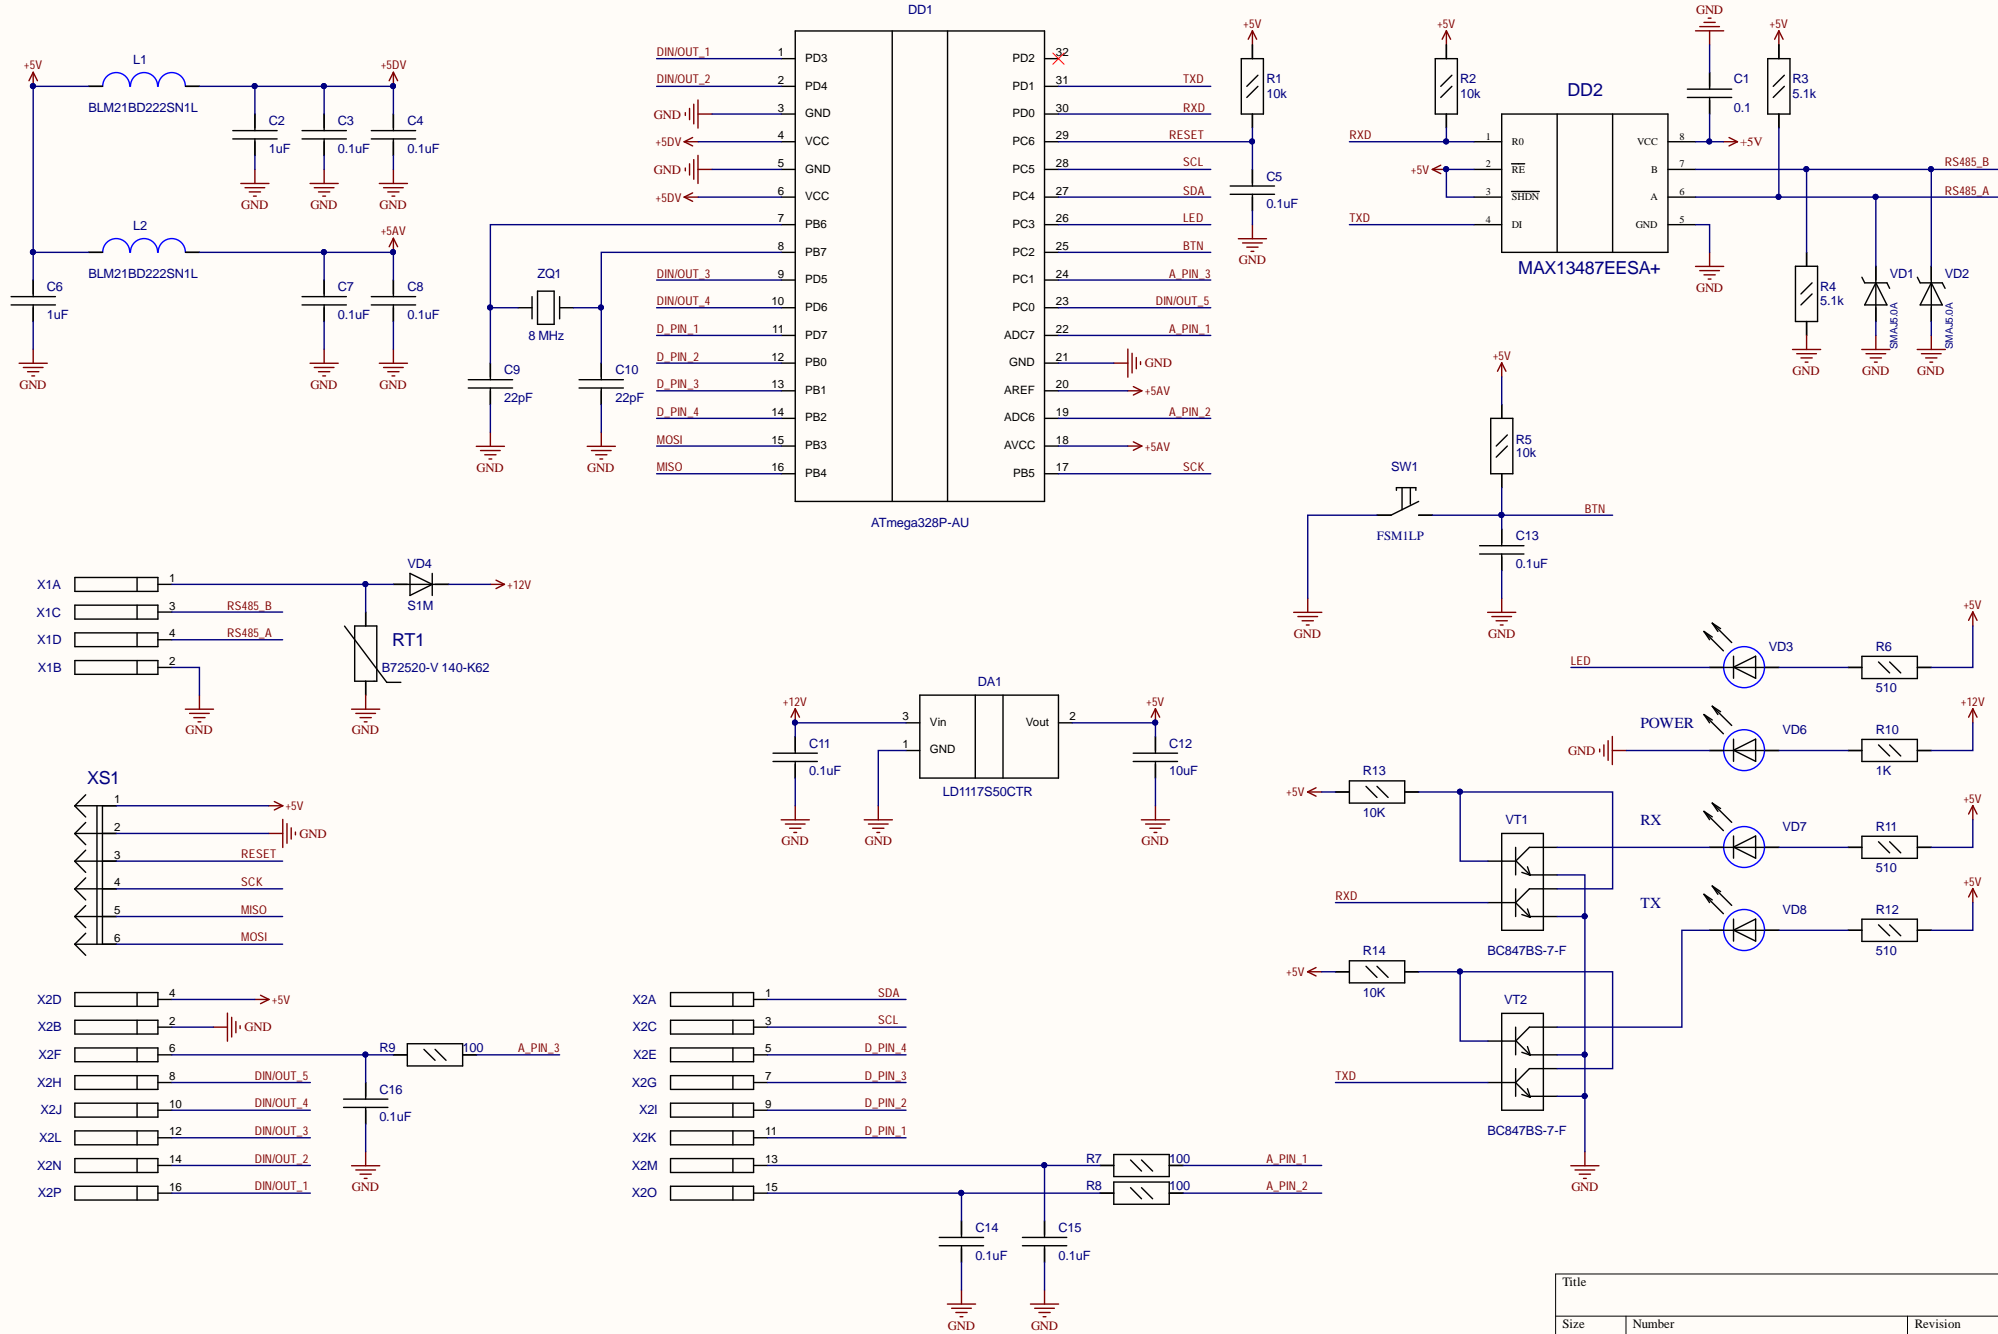 +5V
L1
BLM21BD222SN1L
+5DV
C2
1uF
C3
0.1uF
C4
0.1uF
GND
GND
GND
L2
BLM21BD222SN1L
+5AV
C6
1uF
C7
0.1uF
C8
0.1uF
GND
GND
GND
DD1
DIN/OUT_1 1 PD3
DIN/OUT_2 2 PD4
GND 3 GND
+5DV 4 VCC
GND 5 GND
+5DV 6 VCC
7 PB6
8 PB7
DIN/OUT_3 9 PD5
DIN/OUT_4 10 PD6
D_PIN_1 11 PD7
D_PIN_2 12 PB0
D_PIN_3 13 PB1
D_PIN_4 14 PB2
MOSI 15 PB3
MISO 16 PB4
PD2 32
PD1 31 TXD
PD0 30 RXD
PC6 29 RESET
PC5 28 SCL
PC4 27 SDA
PC3 26 LED
PC2 25 BTN
PC1 24 A_PIN_3
PC0 23 DIN/OUT_5
ADC7 22 A_PIN_1
GND 21 GND
AREF 20 +5AV
ADC6 19 A_PIN_2
AVCC 18 +5AV
PB5 17 SCK
ATmega328P-AU
ZQ1
8 MHz
C9
22pF
C10
22pF
GND
GND
+5V
R1
10k
C5
0.1uF
GND
+5V
R2
10k
DD2
RXD 1 R0
+5V 2 RE
3 SHDN
TXD 4 DI
VCC 8 +5V
B 7 RS485_B
A 6 RS485_A
GND 5
MAX13487EESA+
GND
GND
C1
0.1
+5V
R3
5.1k
R4
5.1k
VD1
SMAJ5.0A
VD2
SMAJ5.0A
GND
GND
GND
+5V
R5
10k
SW1
FSM1LP
BTN
C13
0.1uF
GND
GND
X1A 1
X1C 3 RS485_B
X1D 4 RS485_A
X1B 2
GND
VD4
S1M
+12V
RT1
B72520-V 140-K62
GND
DA1
+12V
3 Vin
1 GND
Vout 2
+5V
LD1117S50CTR
C11
0.1uF
C12
10uF
GND
GND
GND
LED
VD3
R6
510
+5V
POWER
GND
VD6
R10
1K
+12V
RX
VD7
R11
510
+5V
TX
VD8
R12
510
+5V
R13
+5V
10K
VT1
RXD
BC847BS-7-F
R14
+5V
10K
VT2
TXD
BC847BS-7-F
GND
XS1
1 +5V
2 GND
3 RESET
4 SCK
5 MISO
6 MOSI
X2D 4 +5V
X2B 2 GND
X2F 6 R9 100 A_PIN_3
X2H 8 DIN/OUT_5
X2J 10 DIN/OUT_4
X2L 12 DIN/OUT_3
X2N 14 DIN/OUT_2
X2P 16 DIN/OUT_1
C16
0.1uF
GND
X2A 1 SDA
X2C 3 SCL
X2E 5 D_PIN_4
X2G 7 D_PIN_3
X2I 9 D_PIN_2
X2K 11 D_PIN_1
X2M 13 R7 100 A_PIN_1
X2O 15 R8 100 A_PIN_2
C14
0.1uF
C15
0.1uF
GND
GND
Title
Size Number Revision